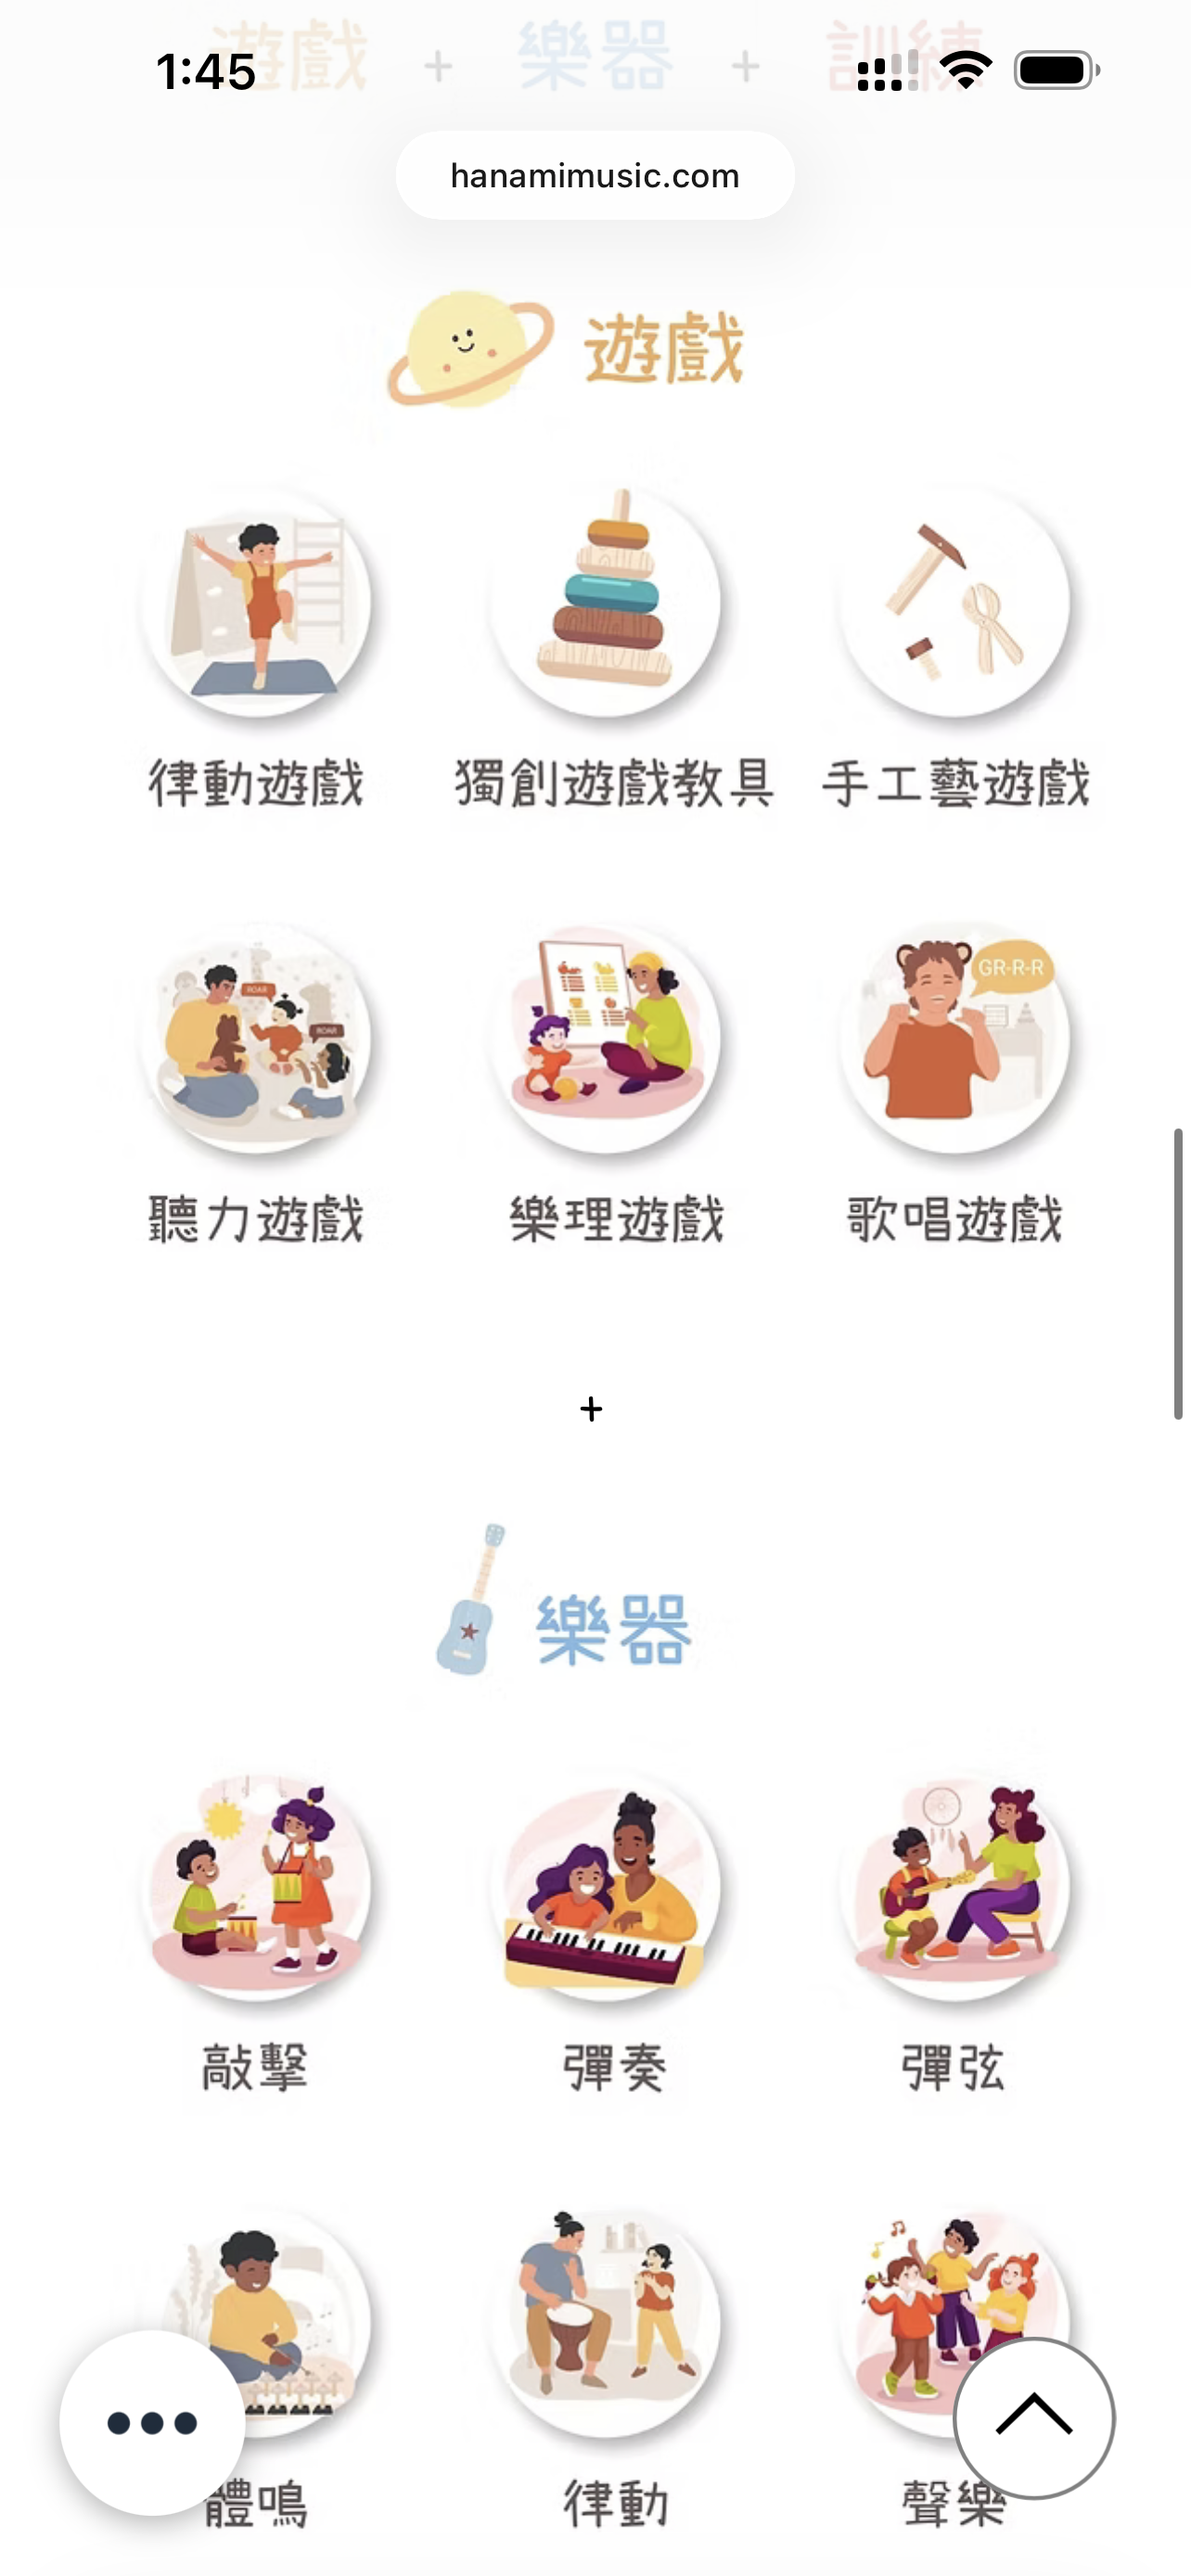 遊戲 + 樂器 + 訓練
1:45
hanamimusic.com
遊戲
律動遊戲 獨創遊戲教具 手工藝遊戲
ROAR
ROAR
GR-R-R
聽力遊戲 樂理遊戲 歌唱遊戲
+
樂器
敲擊 彈奏 彈弦
體鳴 律動 聲樂